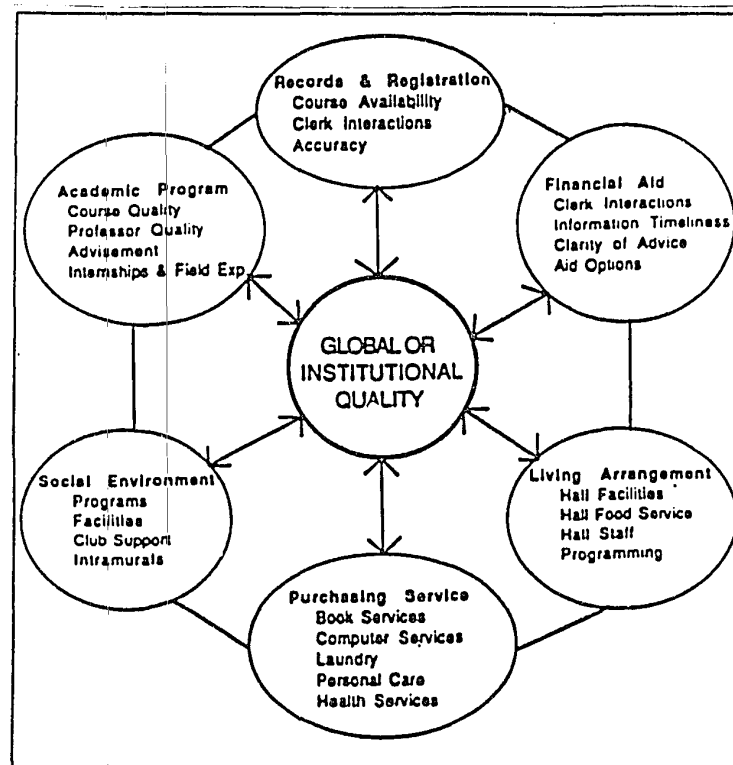 Records & Registration
Course Availability
Clerk Interactions
Accuracy
Academic Program
Course Quality
Professor Quality
Advisement
Internships & Field Exp.
Financial Aid
Clerk Interactions
Information Timeliness
Clarity of Advice
Aid Options
GLOBAL OR
INSTITUTIONAL
QUALITY
Social Environment
Programs
Facilities
Club Support
Intramurals
Living Arrangement
Hall Facilities
Hall Food Service
Hall Staff
Programming
Purchasing Service
Book Services
Computer Services
Laundry
Personal Care
Health Services